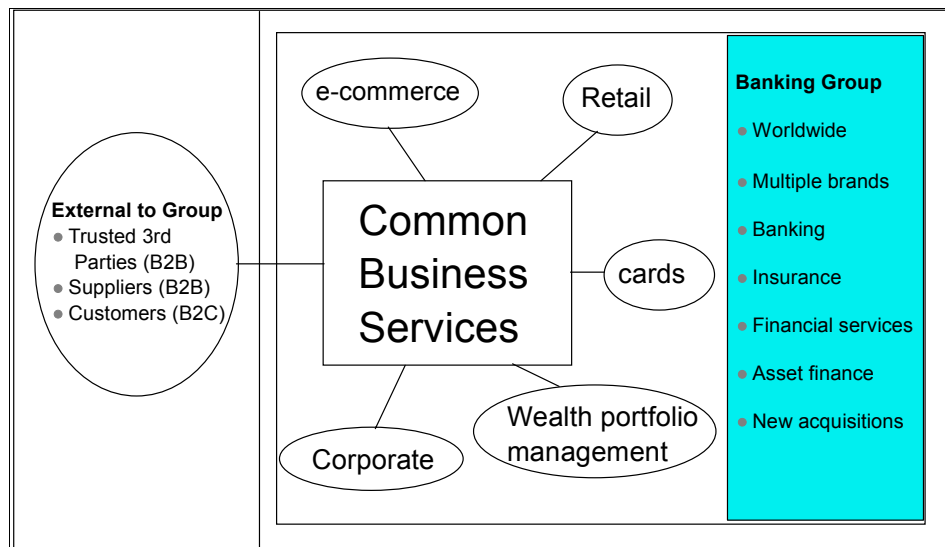 External to Group
● Trusted 3rd
Parties (B2B)
● Suppliers (B2B)
● Customers (B2C)
e-commerce
Retail
Common
Business
Services
cards
Wealth portfolio
management
Corporate
Banking Group
● Worldwide
● Multiple brands
● Banking
● Insurance
● Financial services
● Asset finance
● New acquisitions